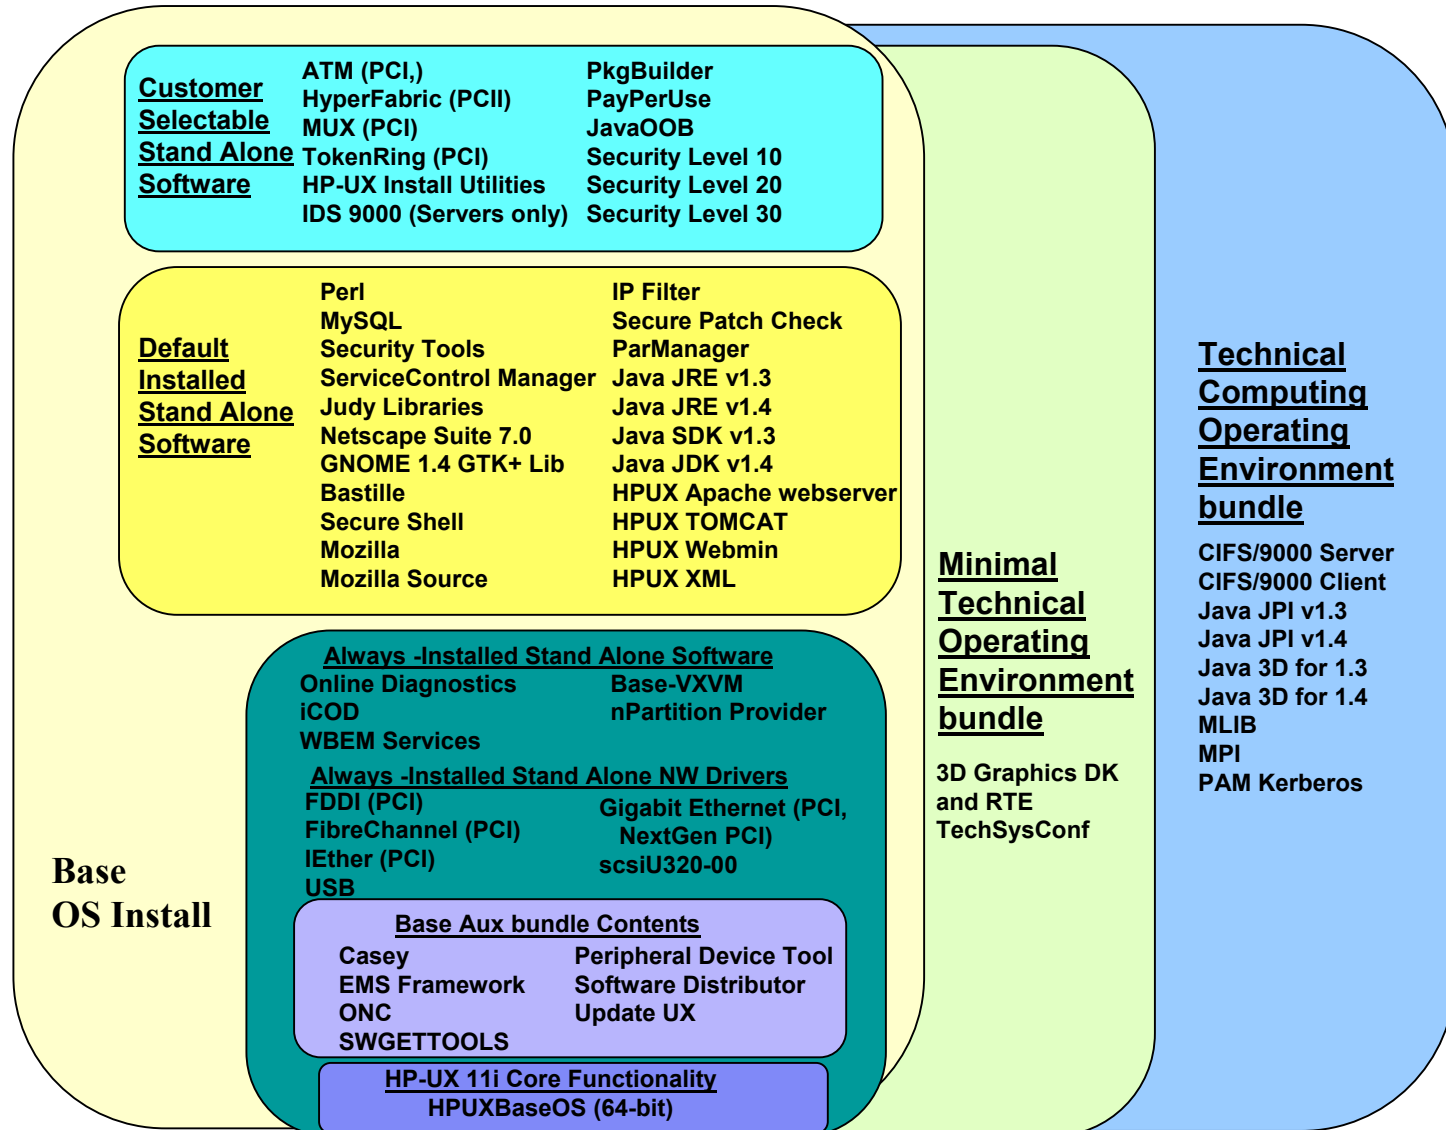 Customer
Selectable
Stand Alone
Software
ATM (PCI,)
HyperFabric (PCII)
MUX (PCI)
TokenRing (PCI)
HP-UX Install Utilities
IDS 9000 (Servers only)
PkgBuilder
PayPerUse
JavaOOB
Security Level 10
Security Level 20
Security Level 30
Default
Installed
Stand Alone
Software
Perl
MySQL
Security Tools
ServiceControl Manager
Judy Libraries
Netscape Suite 7.0
GNOME 1.4 GTK+ Lib
Bastille
Secure Shell
Mozilla
Mozilla Source
IP Filter
Secure Patch Check
ParManager
Java JRE v1.3
Java JRE v1.4
Java SDK v1.3
Java JDK v1.4
HPUX Apache webserver
HPUX TOMCAT
HPUX Webmin
HPUX XML
Always -Installed Stand Alone Software
Online Diagnostics
iCOD
WBEM Services
Base-VXVM
nPartition Provider
Always -Installed Stand Alone NW Drivers
FDDI (PCI)
FibreChannel (PCI)
IEther (PCI)
USB
Gigabit Ethernet (PCI,
NextGen PCI)
scsiU320-00
Base Aux bundle Contents
Casey
EMS Framework
ONC
SWGETTOOLS
Peripheral Device Tool
Software Distributor
Update UX
HP-UX 11i Core Functionality
HPUXBaseOS (64-bit)
Base
OS Install
Minimal
Technical
Operating
Environment
bundle
3D Graphics DK
and RTE
TechSysConf
Technical
Computing
Operating
Environment
bundle
CIFS/9000 Server
CIFS/9000 Client
Java JPI v1.3
Java JPI v1.4
Java 3D for 1.3
Java 3D for 1.4
MLIB
MPI
PAM Kerberos